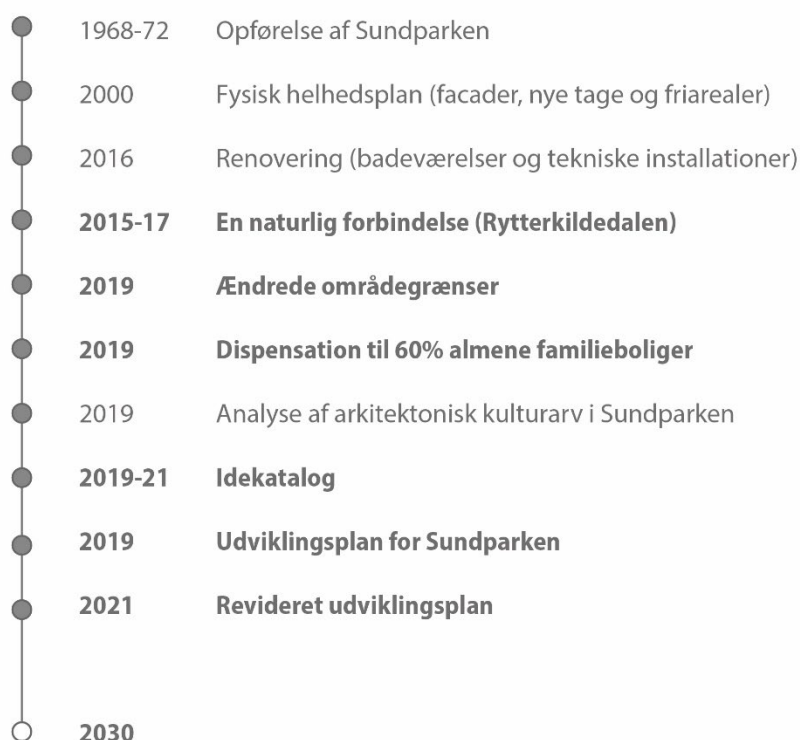 1968-72 Opførelse af Sundparken
2000 Fysisk helhedsplan (facader, nye tage og friarealer)
2016 Renovering (badeværelser og tekniske installationer)
2015-17 En naturlig forbindelse (Rytterkildedalen)
2019 Ændrede områdegrænser
2019 Dispensation til 60% almene familieboliger
2019 Analyse af arkitektonisk kulturarv i Sundparken
2019-21 Idekatalog
2019 Udviklingsplan for Sundparken
2021 Revideret udviklingsplan
2030